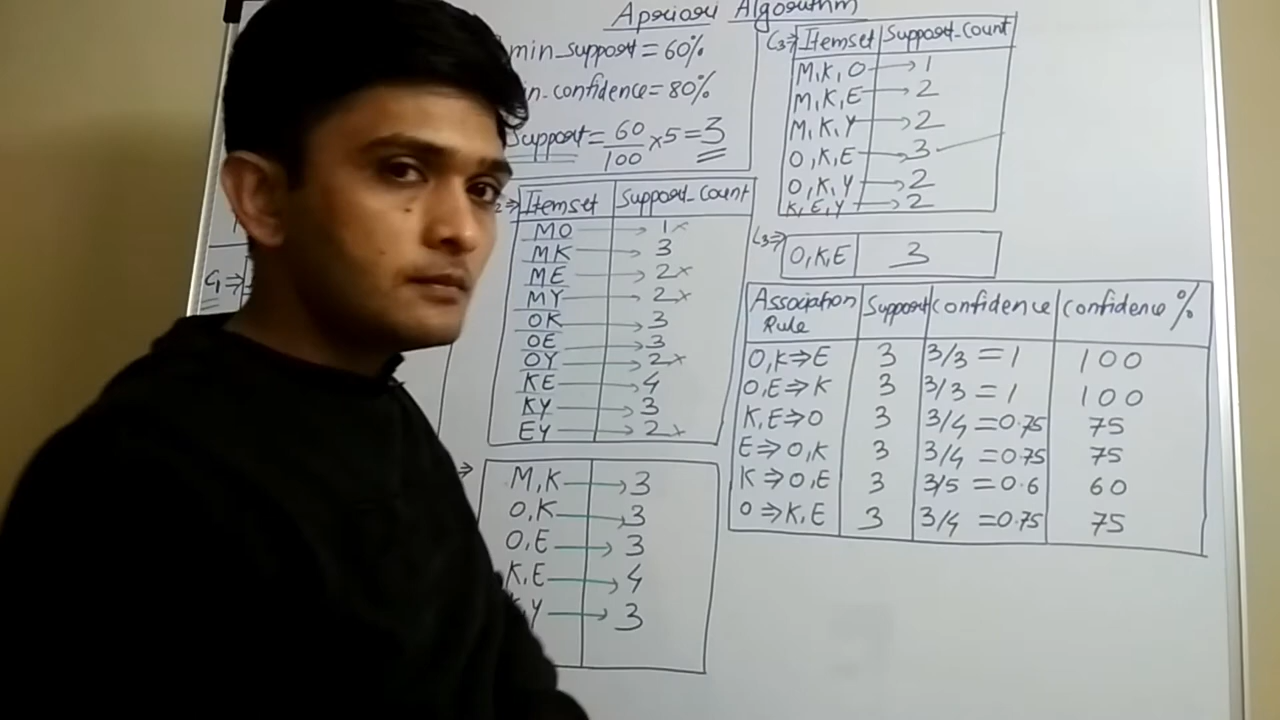 Apriori Algorithm
min_support = 60%
in_confidence = 80%
Support = 60/100 x5 = 3
2⇒ Itemset Support_Count
MO → 1 x
MK → 3
ME → 2 x
MY → 2 x
OK → 3
OE → 3
OY → 2 x
KE → 4
KY → 3
EY → 2 x
C1⇒
⇒
M,K → 3
O,K → 3
O,E → 3
K,E → 4
,Y → 3
C3⇒ Itemset Support_Count
M,K,O → 1
M,K,E → 2
M,K,Y → 2
O,K,E → 3
O,K,Y → 2
K,E,Y → 2
L3⇒ O,K,E 3
Association Rule Support Confidence Confidence %
O,K⇒E 3 3/3 = 1 100
O,E⇒K 3 3/3 = 1 100
K,E⇒O 3 3/4 = 0.75 75
E⇒O,K 3 3/4 = 0.75 75
K⇒O,E 3 3/5 = 0.6 60
O⇒K,E 3 3/4 = 0.75 75